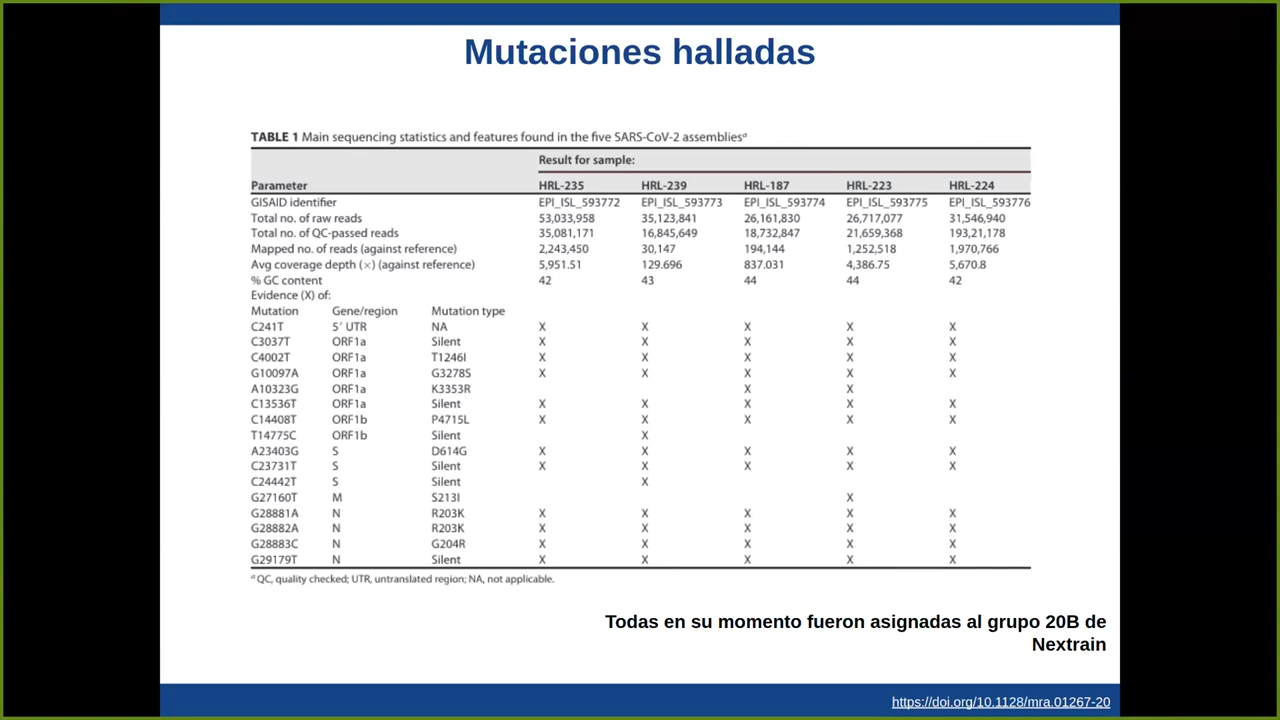 Mutaciones halladas
TABLE 1 Main sequencing statistics and features found in the five SARS-CoV-2 assembliesᵃ
Result for sample:
Parameter HRL-235 HRL-239 HRL-187 HRL-223 HRL-224
GISAID identifier EPI_ISL_593772 EPI_ISL_593773 EPI_ISL_593774 EPI_ISL_593775 EPI_ISL_593776
Total no. of raw reads 53,033,958 35,123,841 26,161,830 26,717,077 31,546,940
Total no. of QC-passed reads 35,081,171 16,845,649 18,732,847 21,659,368 193,21,178
Mapped no. of reads (against reference) 2,243,450 30,147 194,144 1,252,518 1,970,766
Avg coverage depth (×) (against reference) 5,951.51 129.696 837.031 4,386.75 5,670.8
% GC content 42 43 44 44 42
Evidence (X) of:
Mutation Gene/region Mutation type
C241T 5′ UTR NA X X X X X
C3037T ORF1a Silent X X X X X
C4002T ORF1a T1246I X X X X X
G10097A ORF1a G3278S X X X X X
A10323G ORF1a K3353R X X
C13536T ORF1a Silent X X X X X
C14408T ORF1b P4715L X X X X X
T14775C ORF1b Silent X
A23403G S D614G X X X X X
C23731T S Silent X X X X X
C24442T S Silent X
G27160T M S213I X
G28881A N R203K X X X X X
G28882A N R203K X X X X X
G28883C N G204R X X X X X
G29179T N Silent X X X X X
ᵃ QC, quality checked; UTR, untranslated region; NA, not applicable.
Todas en su momento fueron asignadas al grupo 20B de
Nextrain
https://doi.org/10.1128/mra.01267-20